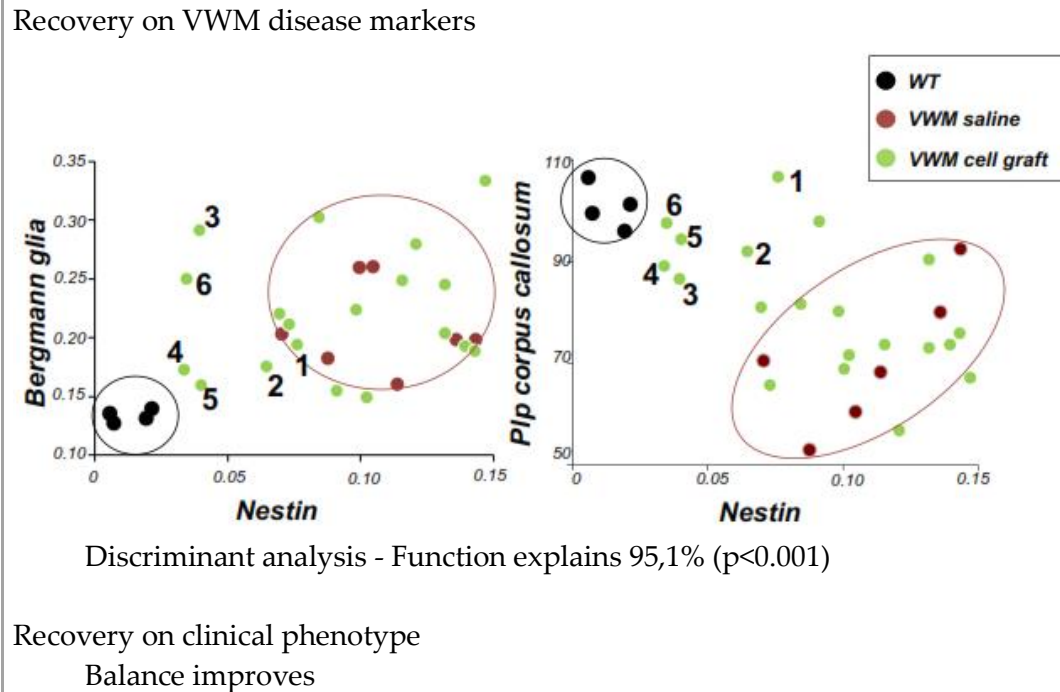 Recovery on VWM disease markers
WT
VWM saline
VWM cell graft
0.35
0.30
0.25
0.20
0.15
0.10
0
0.05
0.10
0.15
Bergmann glia
Nestin
3
6
4
5
2
1
110
90
70
50
0
0.05
0.10
0.15
Plp corpus callosum
Nestin
1
6
5
2
4
3
Discriminant analysis - Function explains 95,1% (p<0.001)
Recovery on clinical phenotype
Balance improves